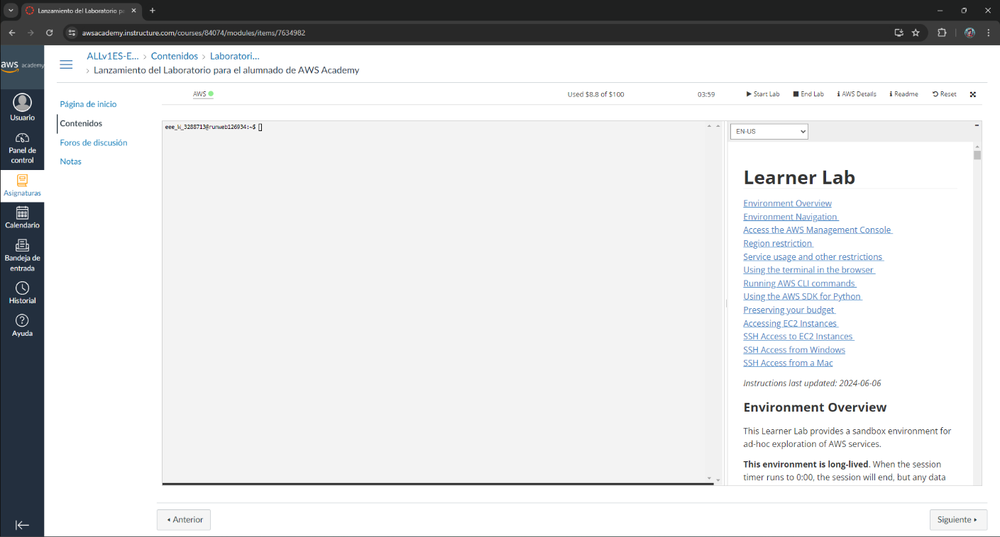 Lanzamiento del Laboratorio pa
awsacademy.instructure.com/courses/84074/modules/items/7634982
aws academy
Usuario
Panel de
control
Asignaturas
Calendario
Bandeja de
entrada
Historial
Ayuda
ALLv1ES-E... > Contenidos > Laboratori...
> Lanzamiento del Laboratorio para el alumnado de AWS Academy
Página de inicio
Contenidos
Foros de discusión
Notas
AWS Used $8.8 of $100 03:59 Start Lab End Lab AWS Details Readme Reset
eee_W_3288713@runweb126934:~$
EN-US
Learner Lab
Environment Overview
Environment Navigation
Access the AWS Management Console
Region restriction
Service usage and other restrictions
Using the terminal in the browser
Running AWS CLI commands
Using the AWS SDK for Python
Preserving your budget
Accessing EC2 Instances
SSH Access to EC2 Instances
SSH Access from Windows
SSH Access from a Mac
Instructions last updated: 2024-06-06
Environment Overview
This Learner Lab provides a sandbox environment for
ad-hoc exploration of AWS services.
This environment is long-lived. When the session
timer runs to 0:00, the session will end, but any data
Anterior
Siguiente